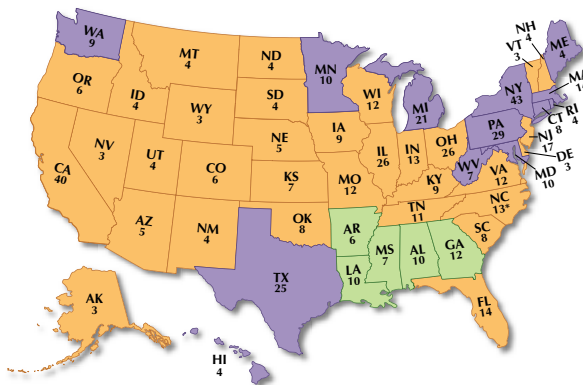 WA
9
OR
6
CA
40
NV
3
ID
4
MT
4
WY
3
UT
4
AZ
5
CO
6
NM
4
ND
4
SD
4
NE
5
KS
7
OK
8
TX
25
MN
10
IA
9
MO
12
AR
6
LA
10
WI
12
IL
26
MI
21
IN
13
OH
26
KY
9
TN
11
MS
7
AL
10
GA
12
FL
14
SC
8
NC
13*
VA
12
WV
7
PA
29
NY
43
VT
3
NH
4
ME
4
RI
4
CT
8
NJ
17
DE
3
MD
10
AK
3
HI
4